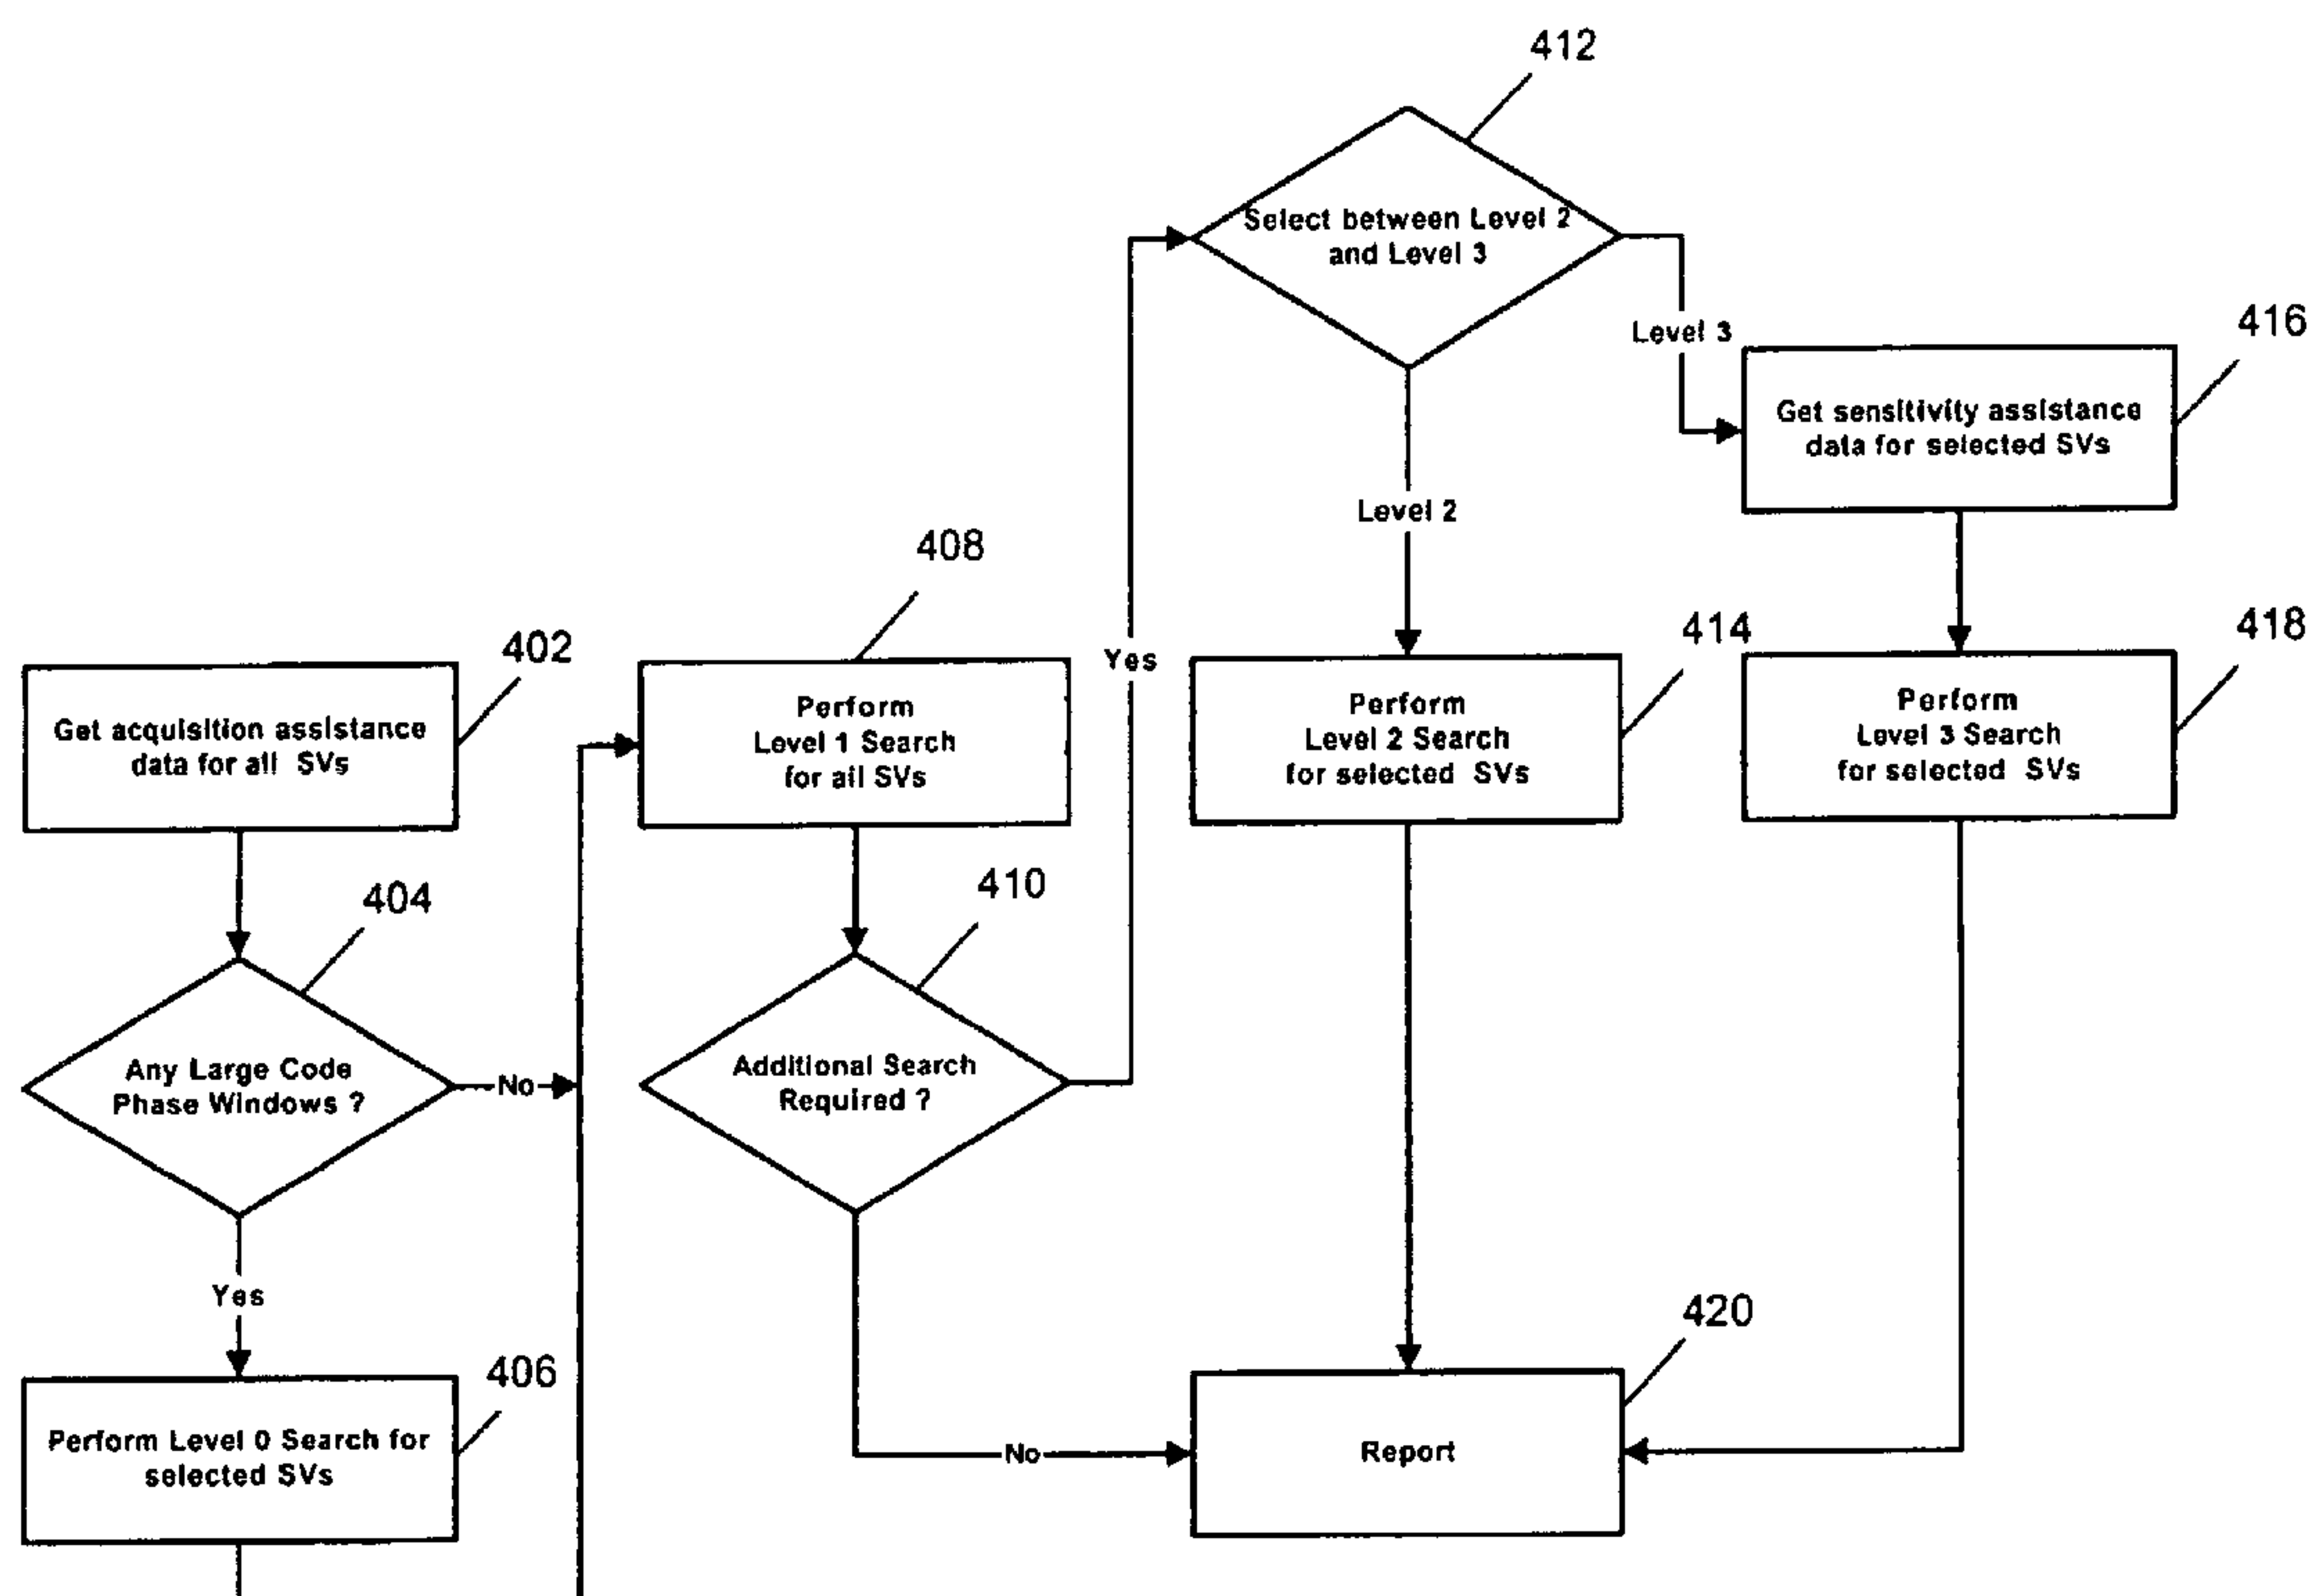 412
Select between Level 2
and Level 3
Level 3
416
Get sensitivity assistance
data for selected SVs
Level 2
408
402
Yes
414
418
Get acquisition assistance
data for all SVs
Perform
Level 1 Search
for all SVs
Perform
Level 2 Search
for selected SVs
Perform
Level 3 Search
for selected SVs
404
410
Any Large Code
Phase Windows ?
No
Additional Search
Required ?
Yes
406
420
Perform Level 0 Search for
selected SVs
No
Report